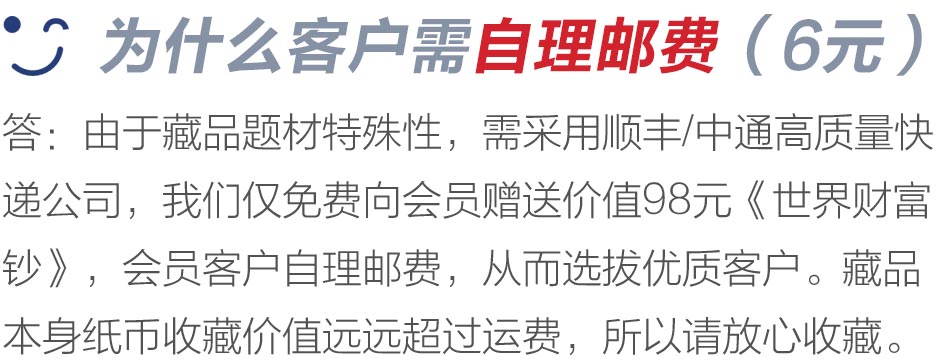 为什么客户需自理邮费（6元）
答：由于藏品题材特殊性，需采用顺丰/中通高质量快
递公司，我们仅免费向会员赠送价值98元《世界财富
钞》，会员客户自理邮费，从而选拔优质客户。藏品
本身纸币收藏价值远远超过运费，所以请放心收藏。